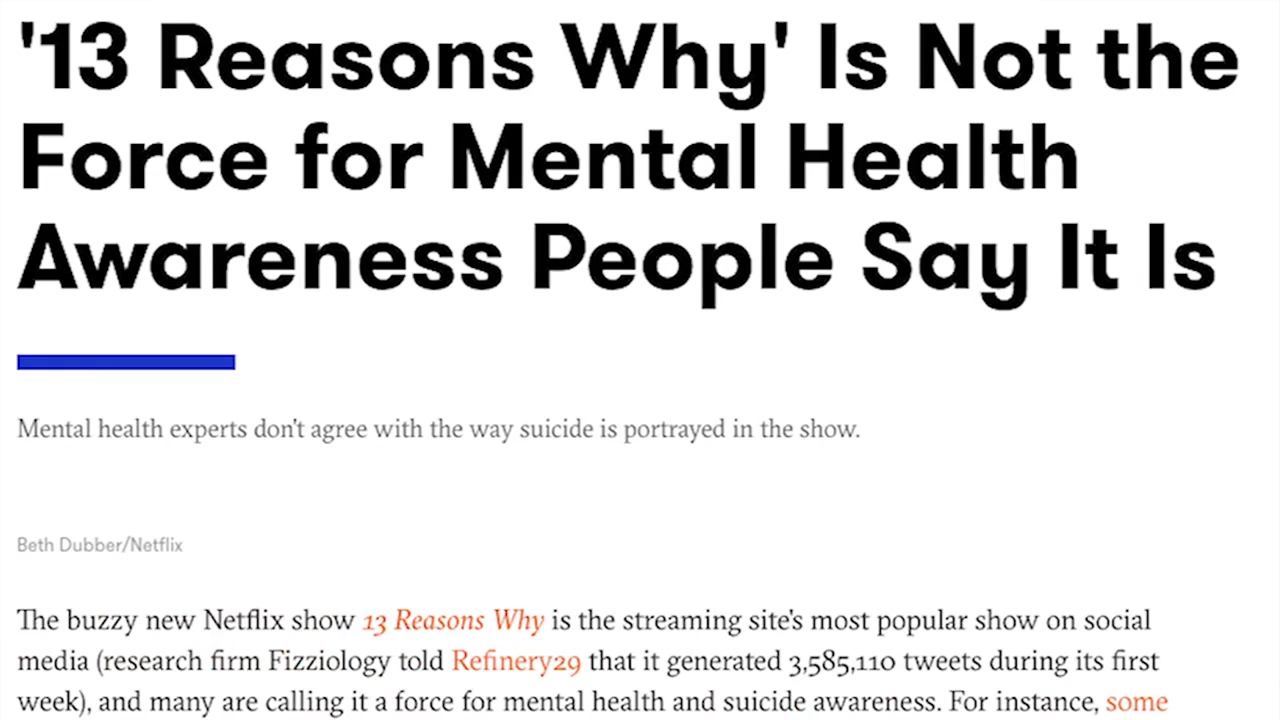 '13 Reasons Why' Is Not the
Force for Mental Health
Awareness People Say It Is
Mental health experts don't agree with the way suicide is portrayed in the show.
Beth Dubber/Netflix
The buzzy new Netflix show 13 Reasons Why is the streaming site's most popular show on social
media (research firm Fizziology told Refinery29 that it generated 3,585,110 tweets during its first
week), and many are calling it a force for mental health and suicide awareness. For instance, some